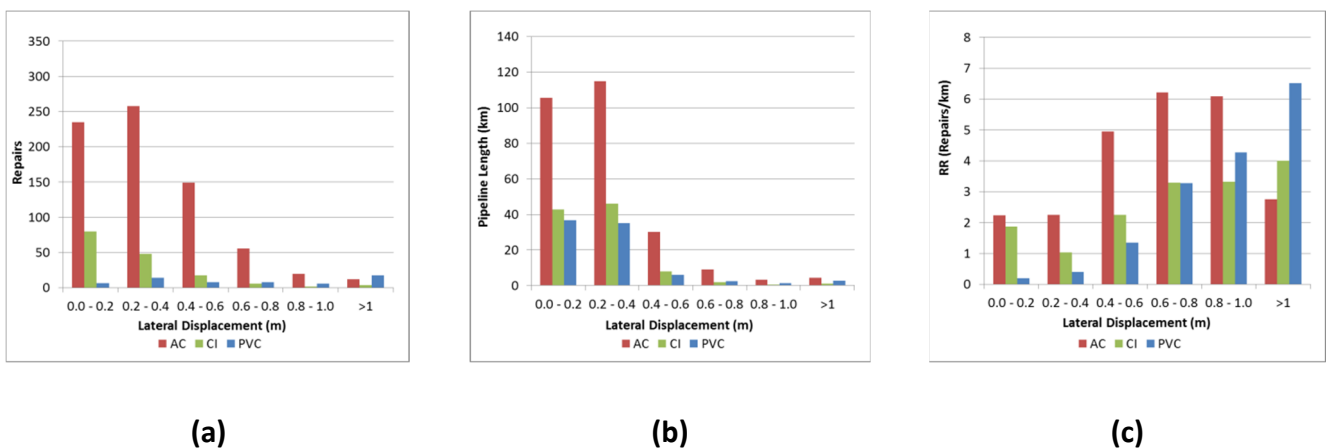 350
300
250
200
150
100
50
0
Repairs
0.0 - 0.2 0.2 - 0.4 0.4 - 0.6 0.6 - 0.8 0.8 - 1.0 >1
Lateral Displacement (m)
AC CI PVC
(a)
140
120
100
80
60
40
20
0
Pipeline Length (km)
0.0 - 0.2 0.2 - 0.4 0.4 - 0.6 0.6 - 0.8 0.8 - 1.0 >1
Lateral Displacement (m)
AC CI PVC
(b)
8
7
6
5
4
3
2
1
0
RR (Repairs/km)
0.0 - 0.2 0.2 - 0.4 0.4 - 0.6 0.6 - 0.8 0.8 - 1.0 >1
Lateral Displacement (m)
AC CI PVC
(c)